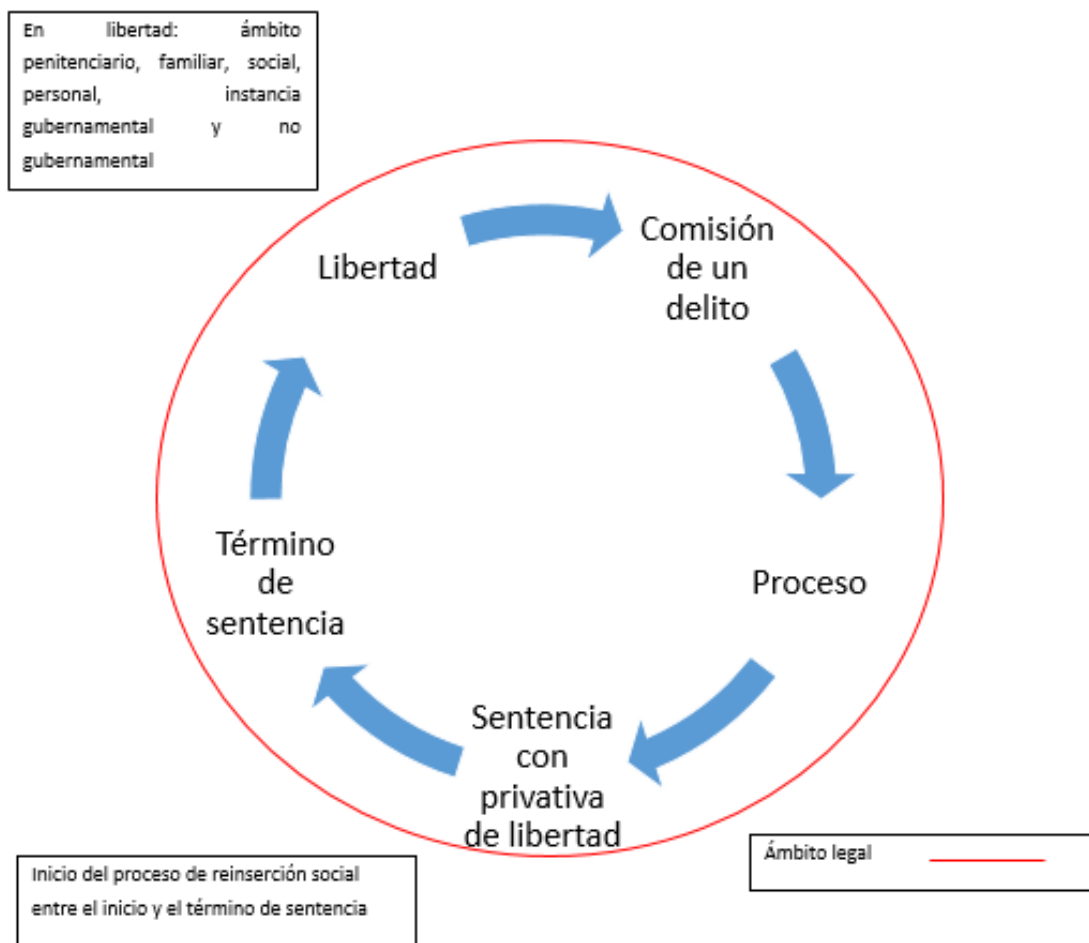 En libertad: ámbito
penitenciario, familiar, social,
personal, instancia
gubernamental y no
gubernamental
Libertad
Comisión
de un
delito
Proceso
Sentencia
con
privativa
de libertad
Término
de
sentencia
Inicio del proceso de reinserción social
entre el inicio y el término de sentencia
Ámbito legal